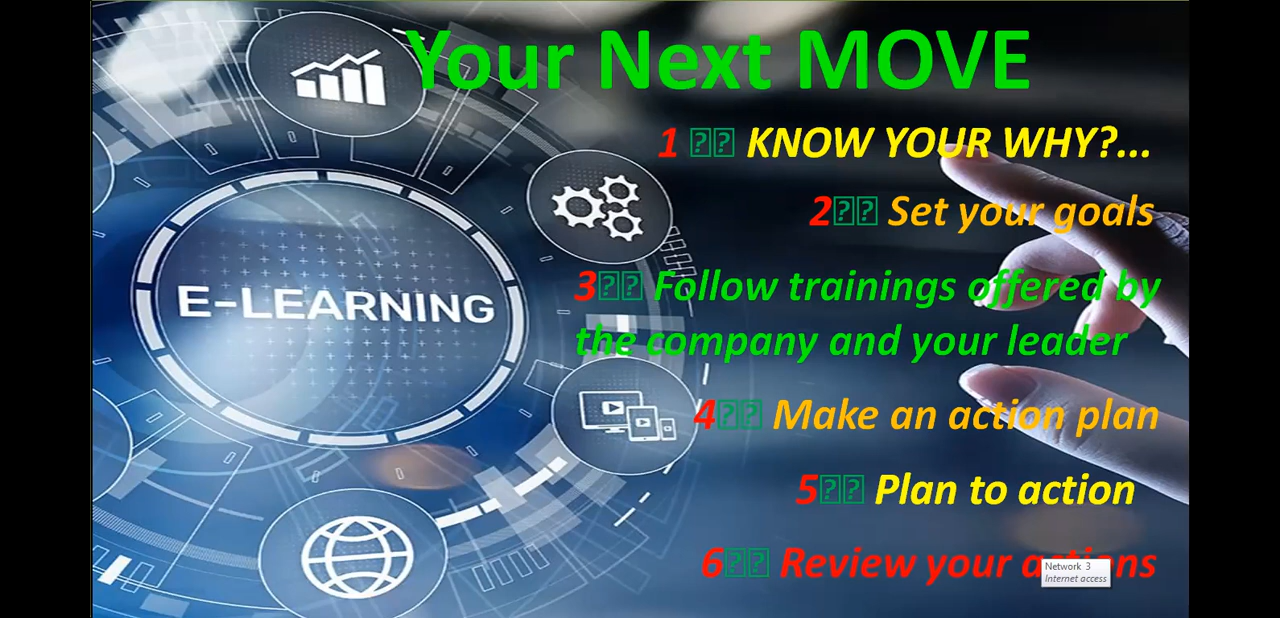 Your Next MOVE
1 KNOW YOUR WHY?...
2 Set your goals
3 Follow trainings offered by
the company and your leader
4 Make an action plan
5 Plan to action
6 Review your actions
E-LEARNING
Network 3
Internet access